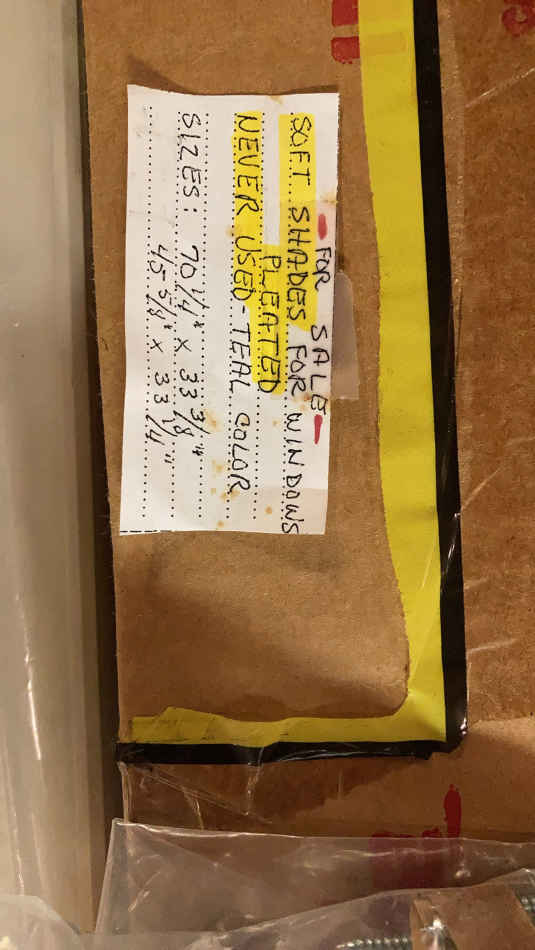 - FOR SALE -
SOFT SHADES FOR WINDOWS
PLEATED
NEVER USED - TEAL COLOR
SIZES: 70 1/4" x 33 3/8"
45 5/8" x 33 1/4"